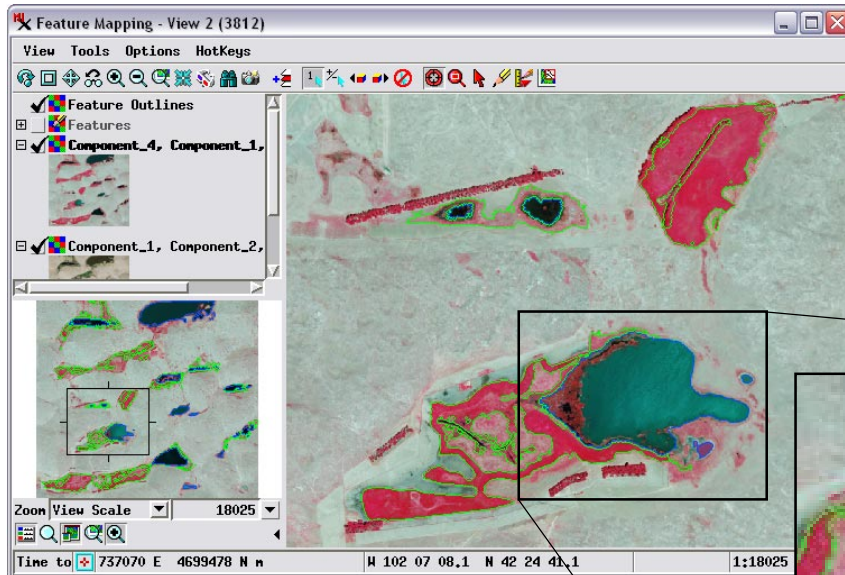 Feature Mapping - View 2 (3812)
View Tools Options HotKeys
Feature Outlines
Features
Component_4, Component_1,
Component_1, Component_2,
Zoom View Scale 18025
Time to 737070 E 4699478 N m W 102 07 08.1 N 42 24 41.1 1:18025